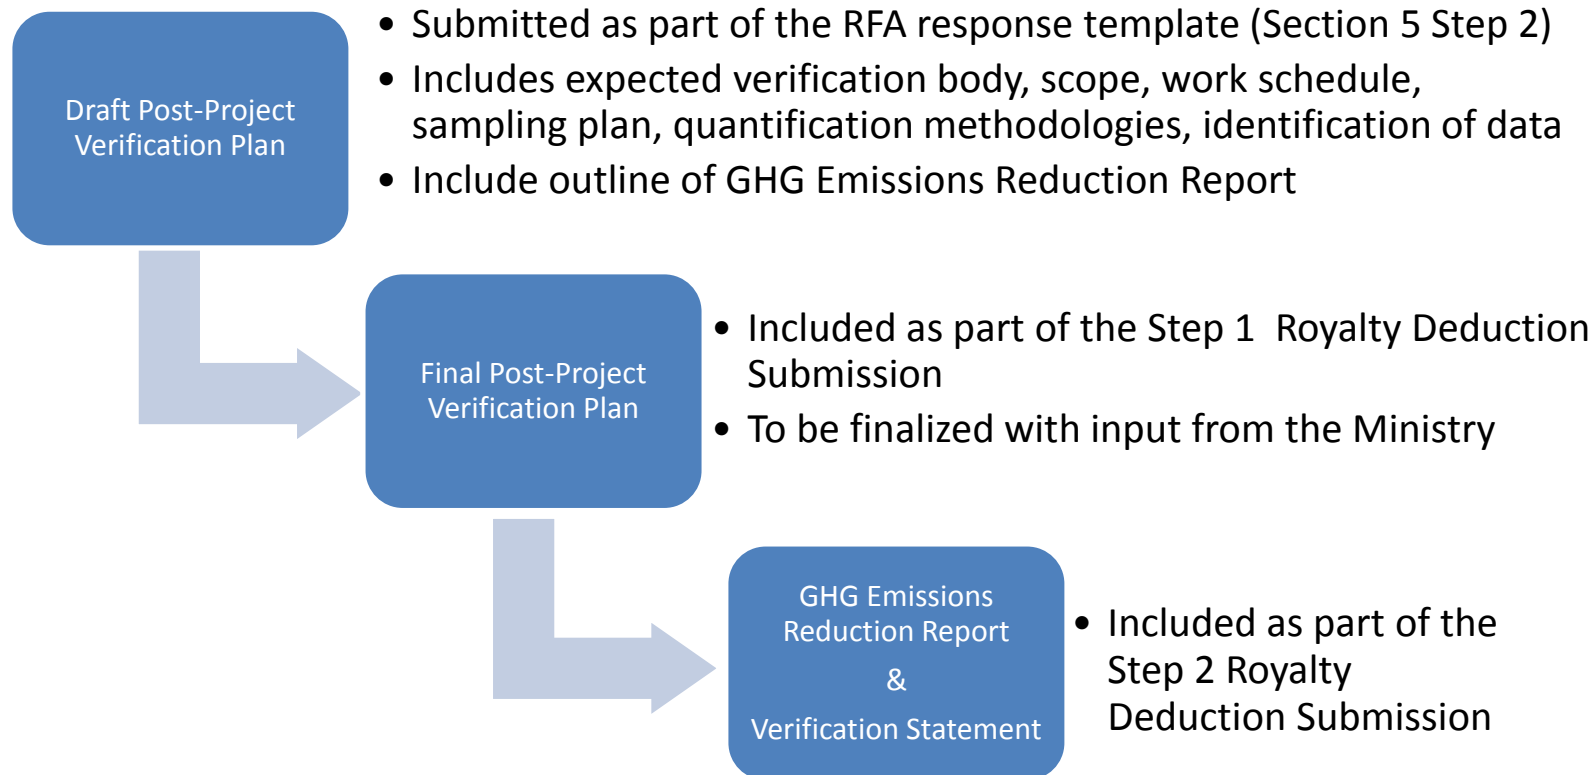 Draft Post-Project
Verification Plan
• Submitted as part of the RFA response template (Section 5 Step 2)
• Includes expected verification body, scope, work schedule,
sampling plan, quantification methodologies, identification of data
• Include outline of GHG Emissions Reduction Report
Final Post-Project
Verification Plan
• Included as part of the Step 1  Royalty Deduction
Submission
• To be finalized with input from the Ministry
GHG Emissions
Reduction Report
&
Verification Statement
• Included as part of the
Step 2 Royalty
Deduction Submission